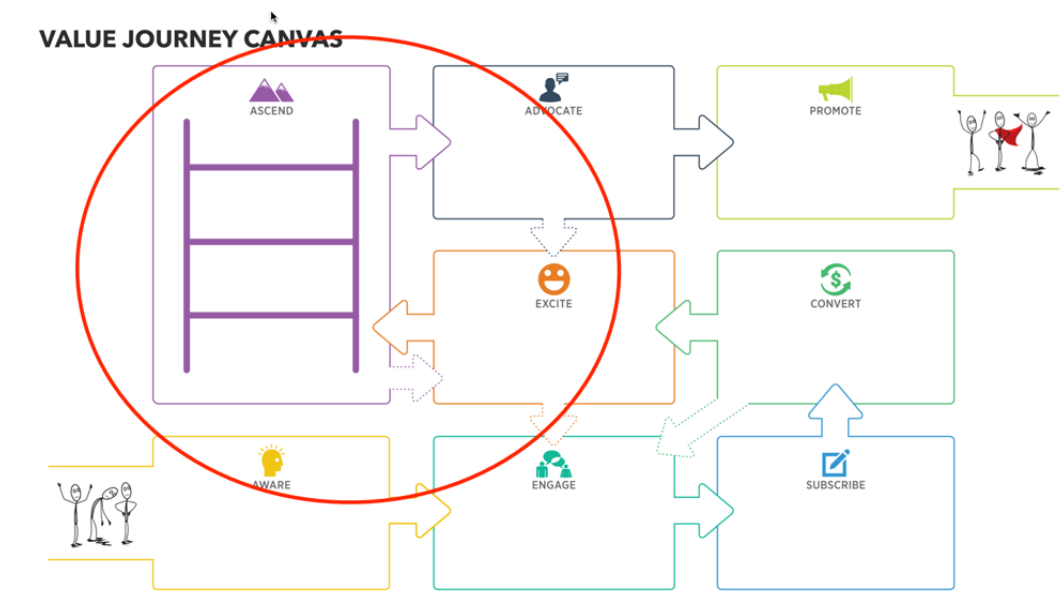 VALUE JOURNEY CANVAS
ASCEND
ADVOCATE
PROMOTE
EXCITE
CONVERT
AWARE
ENGAGE
SUBSCRIBE